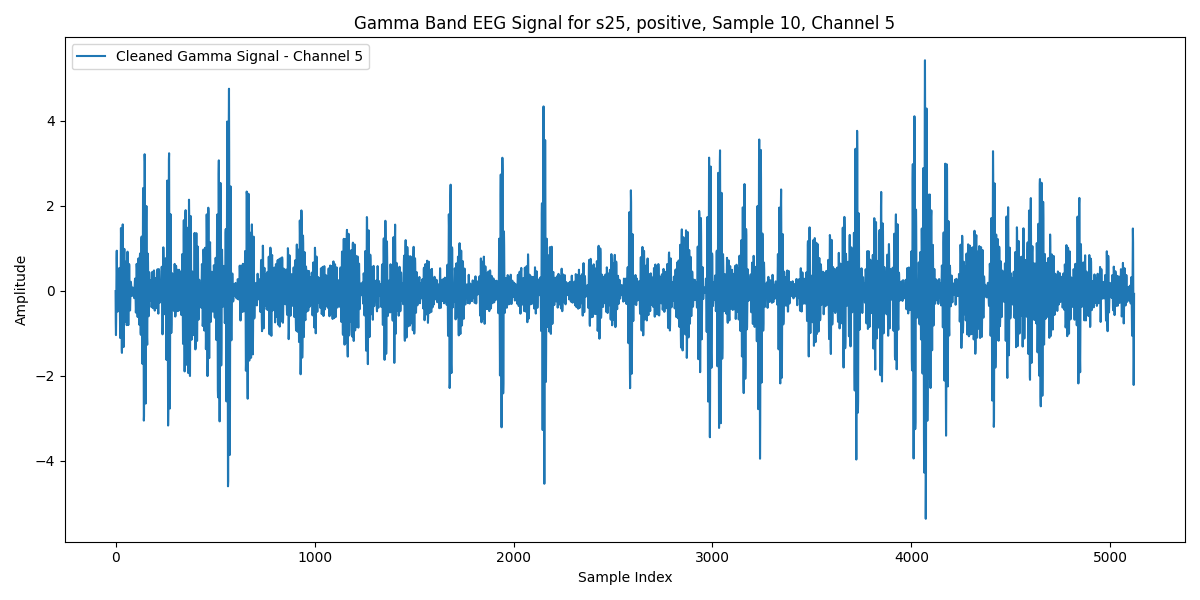 Gamma Band EEG Signal for s25, positive, Sample 10, Channel 5
Cleaned Gamma Signal - Channel 5
Amplitude
4
2
0
−2
−4
0 1000 2000 3000 4000 5000
Sample Index